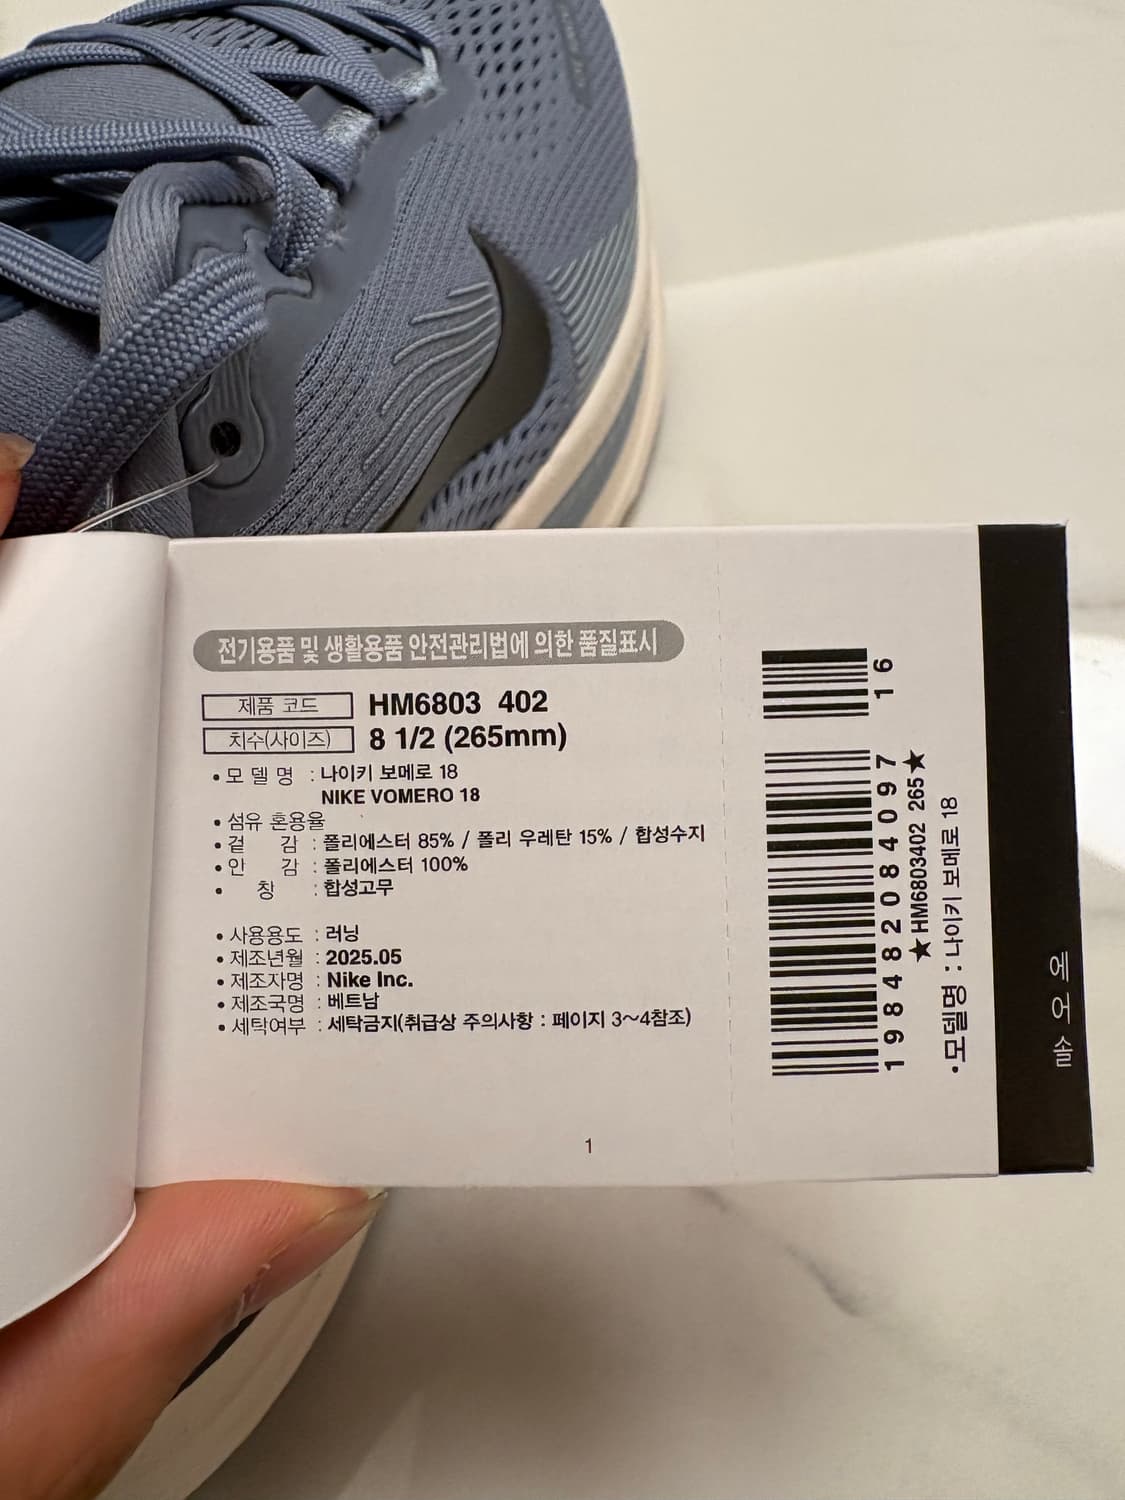 전기용품 및 생활용품 안전관리법에 의한 품질표시
제품 코드 HM6803 402
치수(사이즈) 8 1/2 (265mm)
• 모 델 명 : 나이키 보메로 18
NIKE VOMERO 18
• 섬유 혼용율
• 겉 감 : 폴리에스터 85% / 폴리 우레탄 15% / 합성수지
• 안 감 : 폴리에스터 100%
• 창 : 합성고무
• 사용용도 : 러닝
• 제조년월 : 2025.05
• 제조자명 : Nike Inc.
• 제조국명 : 베트남
• 세탁여부 : 세탁금지(취급상 주의사항 : 페이지 3~4참조)
1
198482084097
16
★HM6803402 265★
·모델명 : 나이키 보메로 18
에어솔